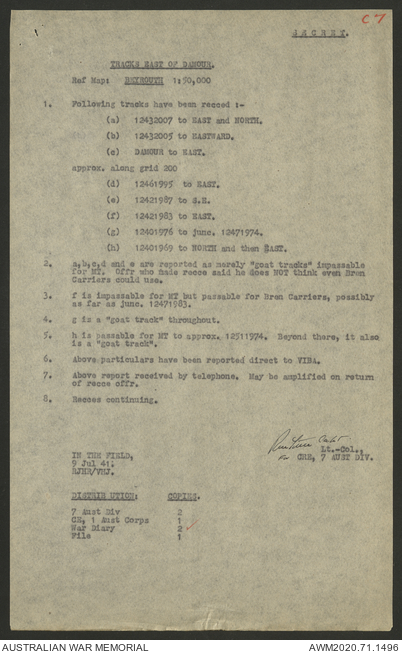 C7
SECRET.
TRACKS EAST OF DAMOUR.
Ref Map: BEYROUTH 1:50,000
1. Following tracks have been recced :-
(a) 12432007 to EAST and NORTH.
(b) 12432005 to EASTWARD.
(c) DAMOUR to EAST.
approx. along grid 200
(d) 12461995 to EAST.
(e) 12421987 to S.E.
(f) 12421983 to EAST.
(g) 12401976 to junc. 12471974.
(h) 12401969 to NORTH and then EAST.
2. a,b,c,d and e are reported as merely "goat tracks" impassable
for MT. Offr who made recce said he does NOT think even Bren
Carriers could use.
3. f is impassable for MT but passable for Bren Carriers, possibly
as far as junc. 12471983.
4. g is a "goat track" throughout.
5. h is passable for MT to approx. 12511974. Beyond there, it also
is a "goat track".
6. Above particulars have been reported direct to VIBA.
7. Above report received by telephone. May be amplified on return
of recce offr.
8. Recces continuing.
Lt.-Col.,
for CRE, 7 AUST DIV.
IN THE FIELD,
9 Jul 41:
RJHR/VHJ.
DISTRIBUTION: COPIES.
7 Aust Div 2
CE, 1 Aust Corps 1
War Diary 2
File 1
AUSTRALIAN WAR MEMORIAL AWM2020.71.1496